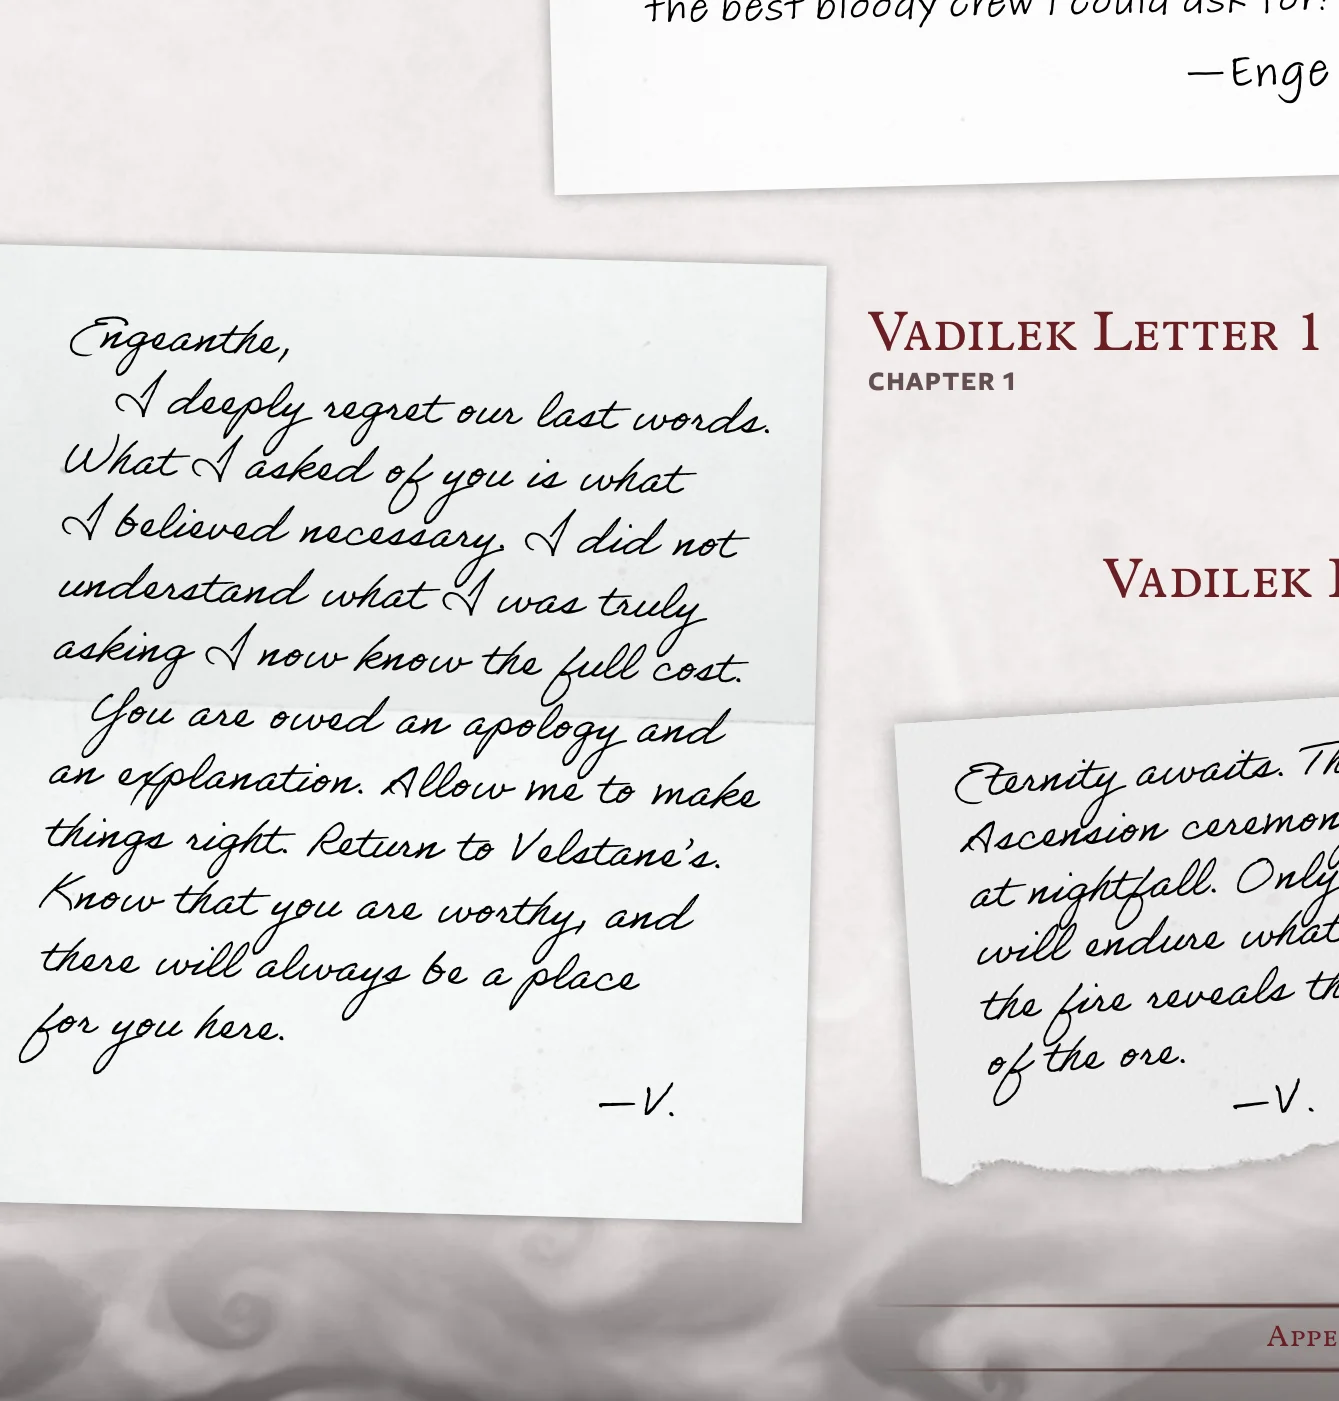 the best bloody crew I could ask for!
—Enge
Engeanthe,
I deeply regret our last words.
What I asked of you is what
I believed necessary. I did not
understand what I was truly
asking I now know the full cost.
You are owed an apology and
an explanation. Allow me to make
things right. Return to Velstane's.
Know that you are worthy, and
there will always be a place
for you here.
—V.
Vadilek Letter 1
CHAPTER 1
Vadilek
Eternity awaits. Th
Ascension ceremon
at nightfall. Only
will endure what
the fire reveals th
of the ore.
—V.
Appe